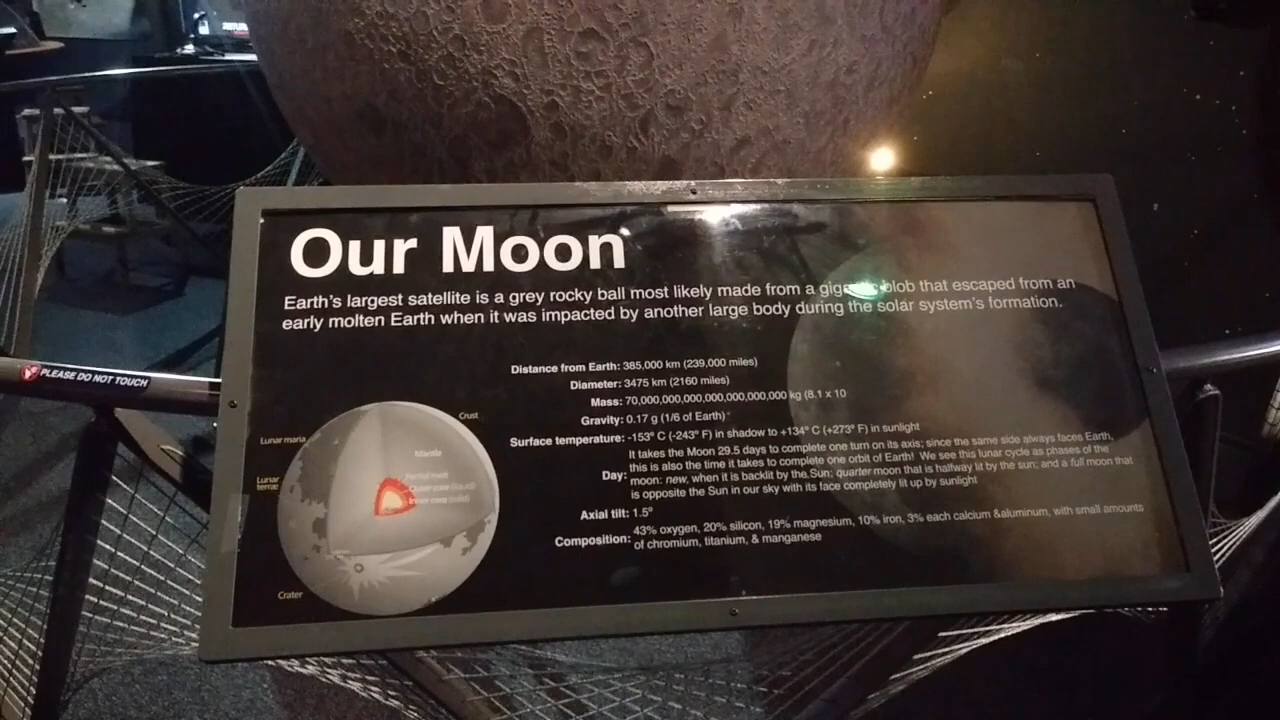 PLEASE DO NOT TOUCH
Our Moon
Earth's largest satellite is a grey rocky ball most likely made from a gigantic blob that escaped from an
early molten Earth when it was impacted by another large body during the solar system's formation.
Distance from Earth: 385,000 km (239,000 miles)
Diameter: 3475 km (2160 miles)
Mass: 70,000,000,000,000,000,000,000 kg (8.1 x 10
Gravity: 0.17 g (1/6 of Earth)
Surface temperature: -153° C (-243° F) in shadow to +134° C (+273° F) in sunlight
It takes the Moon 29.5 days to complete one turn on its axis; since the same side always faces Earth,
this is also the time it takes to complete one orbit of Earth! We see this lunar cycle as phases of the
Day: moon: new, when it is backlit by the Sun; quarter moon that is halfway lit by the sun; and a full moon that
is opposite the Sun in our sky with its face completely lit up by sunlight
Axial tilt: 1.5°
Composition: 43% oxygen, 20% silicon, 19% magnesium, 10% iron, 3% each calcium &aluminum, with small amounts
of chromium, titanium, & manganese
Crust
Lunar maria
Mantle
Lunar
terrae
Partial melt
Outer core (liquid)
Inner core (solid)
Crater